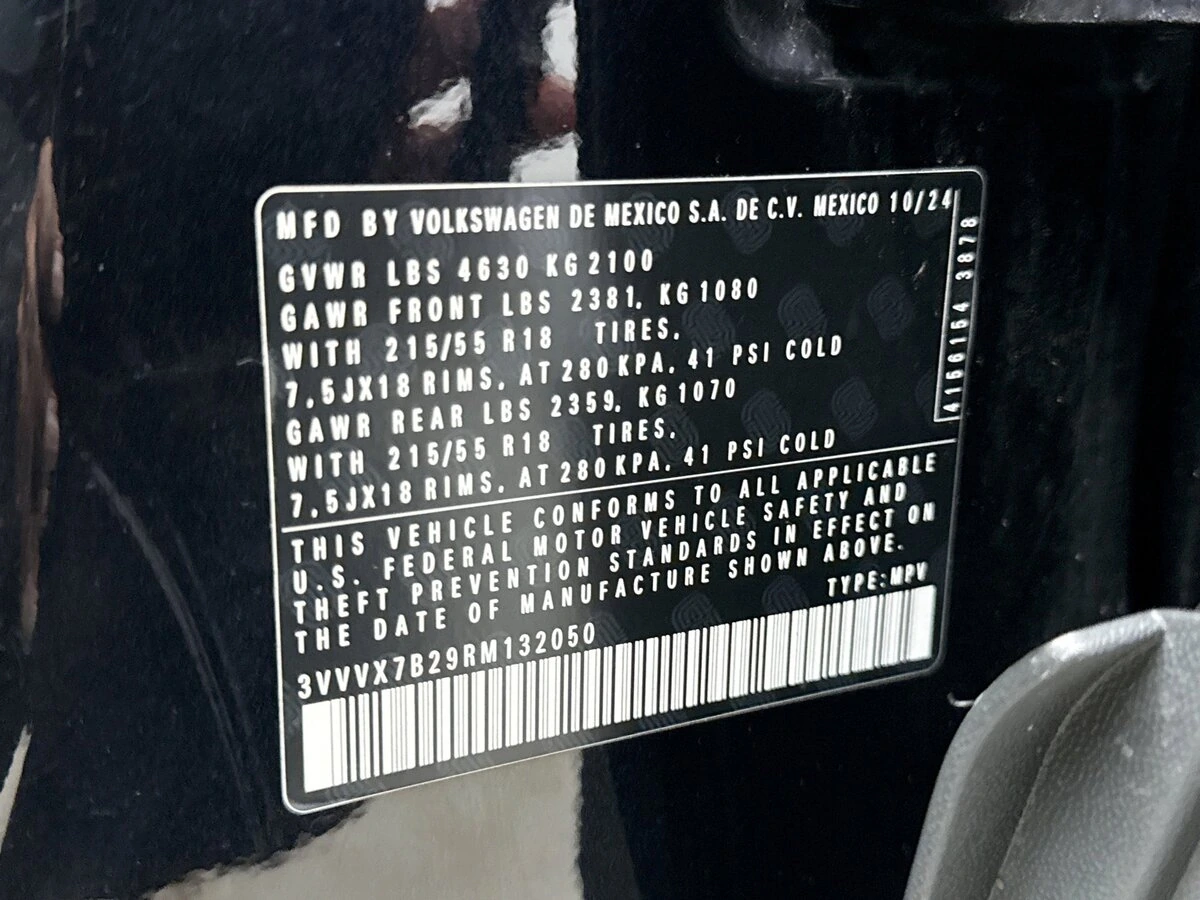 MFD BY VOLKSWAGEN DE MEXICO S.A. DE C.V. MEXICO 10/24
GVWR LBS 4630 KG 2100
GAWR FRONT LBS 2381, KG 1080
WITH 215/55 R18 TIRES,
7,5JX18 RIMS, AT 280 KPA, 41 PSI COLD
GAWR REAR LBS 2359, KG 1070
WITH 215/55 R18 TIRES,
7,5JX18 RIMS, AT 280 KPA, 41 PSI COLD
4166164 3878
THIS VEHICLE CONFORMS TO ALL APPLICABLE
U.S. FEDERAL MOTOR VEHICLE SAFETY AND
THEFT PREVENTION STANDARDS IN EFFECT ON
THE DATE OF MANUFACTURE SHOWN ABOVE.
TYPE:MPV
3VVVX7B29RM132050